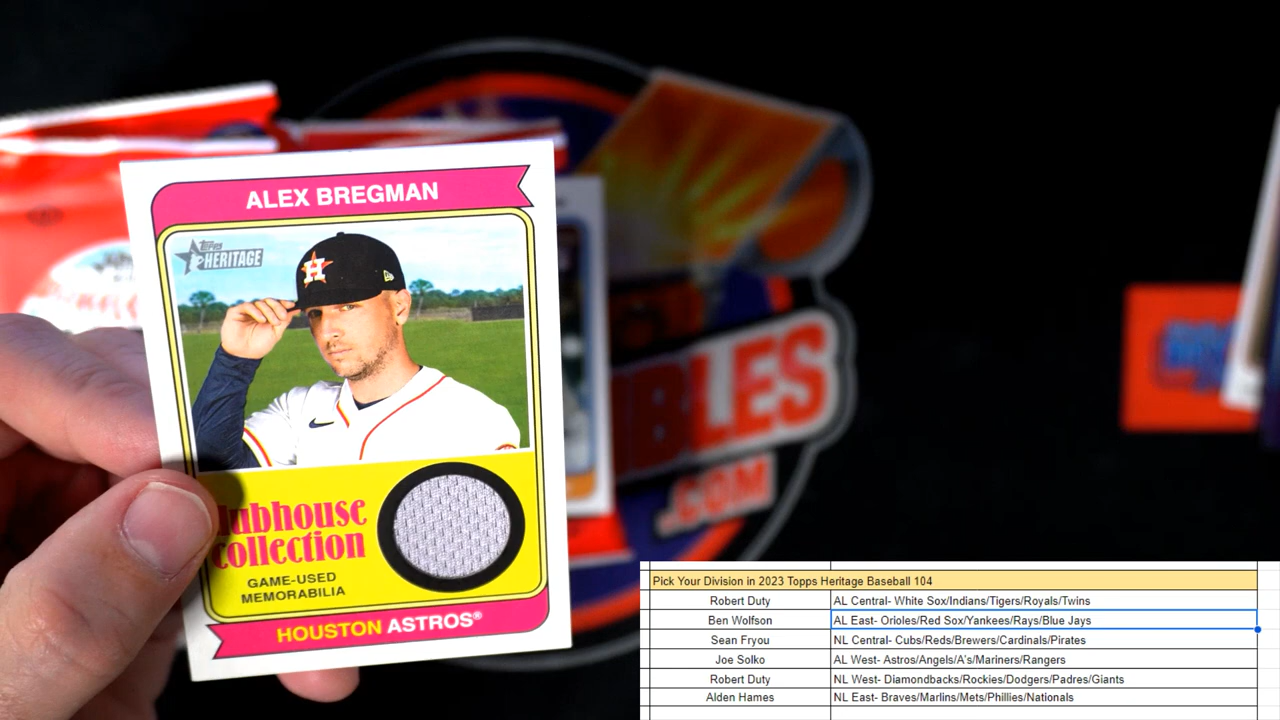 ALEX BREGMAN
TOPPS
HERITAGE
H
lubhouse
collection
GAME-USED
MEMORABILIA
HOUSTON ASTROS®
BLES
.COM
Pick Your Division in 2023 Topps Heritage Baseball 104
Robert Duty AL Central- White Sox/Indians/Tigers/Royals/Twins
Ben Wolfson AL East- Orioles/Red Sox/Yankees/Rays/Blue Jays
Sean Fryou NL Central- Cubs/Reds/Brewers/Cardinals/Pirates
Joe Solko AL West- Astros/Angels/A's/Mariners/Rangers
Robert Duty NL West- Diamondbacks/Rockies/Dodgers/Padres/Giants
Alden Hames NL East- Braves/Marlins/Mets/Phillies/Nationals